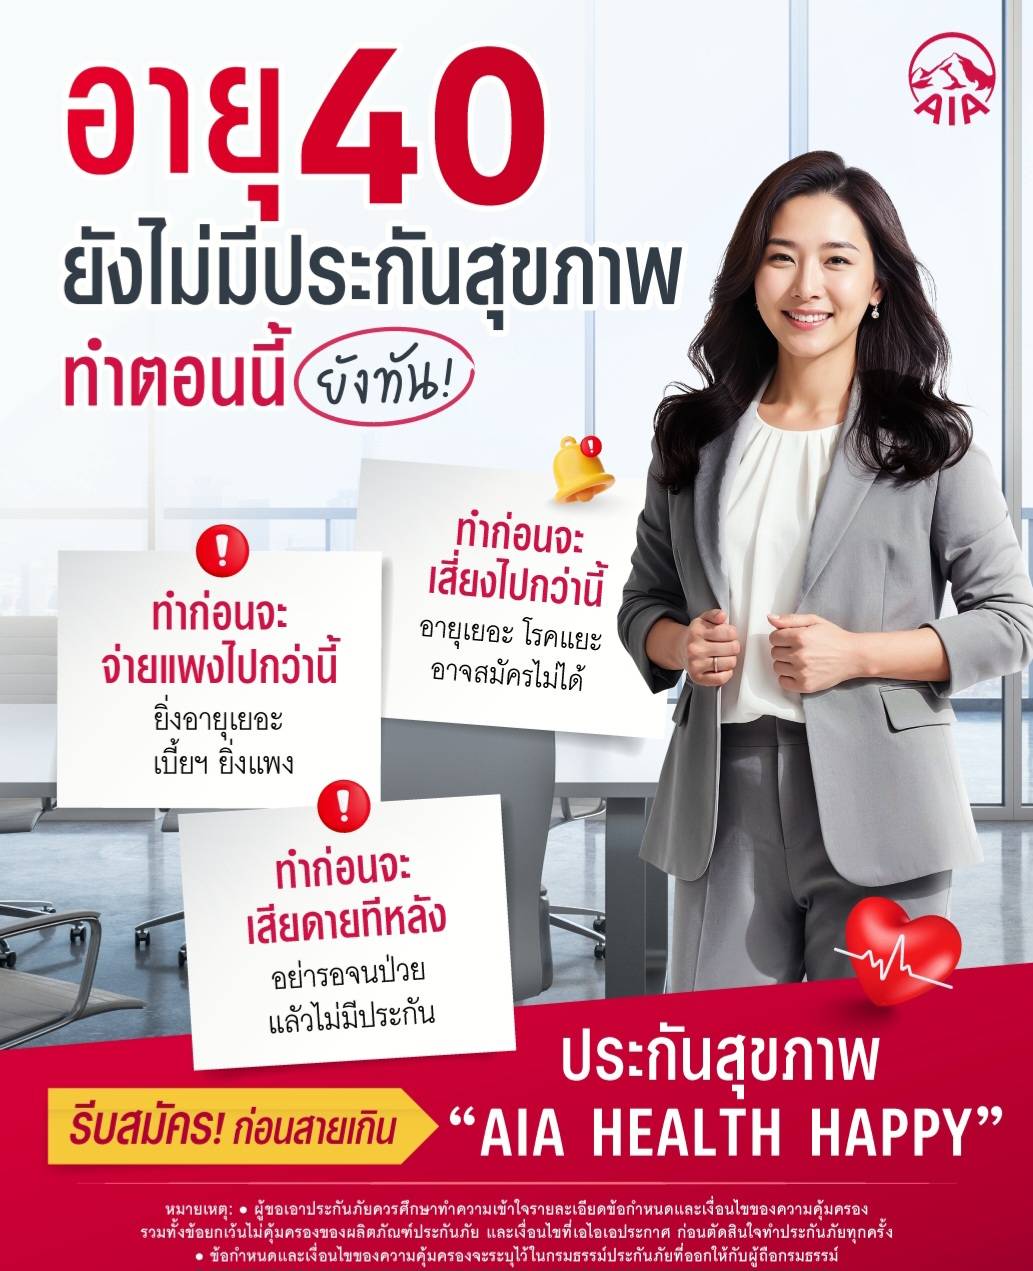 อายุ 40
AIA
ยังไม่มีประกันสุขภาพ
ทำตอนนี้ ยังทัน!
ทำก่อนจะ
เสี่ยงไปกว่านี้
อายุเยอะ โรคแยะ
อาจสมัครไม่ได้
ทำก่อนจะ
จ่ายแพงไปกว่านี้
ยิ่งอายุเยอะ
เบี้ยฯ ยิ่งแพง
ทำก่อนจะ
เสียดายทีหลัง
อย่ารอจนป่วย
แล้วไม่มีประกัน
ประกันสุขภาพ
รีบสมัคร! ก่อนสายเกิน
“AIA HEALTH HAPPY”
หมายเหตุ: ● ผู้ขอเอาประกันภัยควรศึกษาทำความเข้าใจรายละเอียดข้อกำหนดและเงื่อนไขของความคุ้มครอง
รวมทั้งข้อยกเว้นไม่คุ้มครองของผลิตภัณฑ์ประกันภัย และเงื่อนไขที่เอไอเอประกาศ ก่อนตัดสินใจทำประกันภัยทุกครั้ง
● ข้อกำหนดและเงื่อนไขของความคุ้มครองจะระบุไว้ในกรมธรรม์ประกันภัยที่ออกให้กับผู้ถือกรมธรรม์